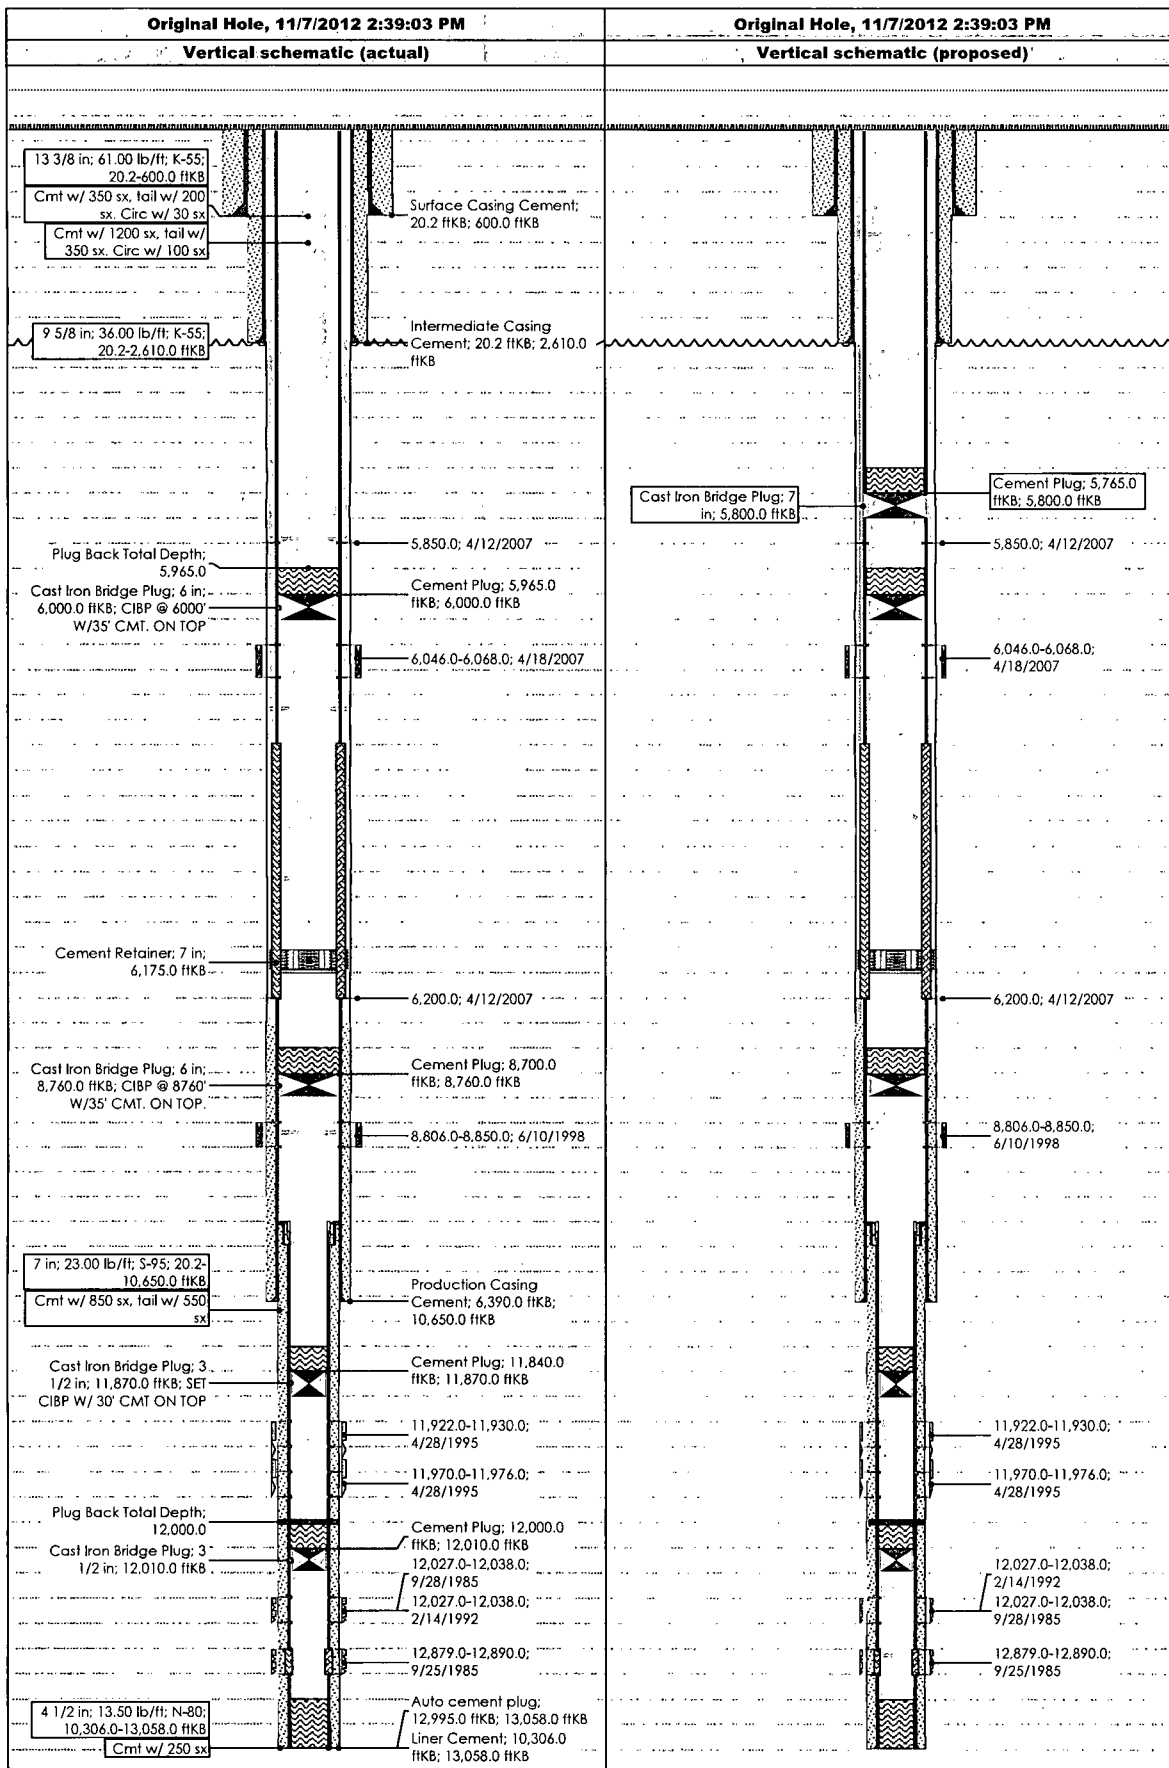 Original Hole, 11/7/2012 2:39:03 PM
Vertical schematic (actual)
13 3/8 in; 61.00 lb/ft; K-55;
20.2-600.0 ftKB
Cmt w/ 350 sx, tail w/ 200
sx. Circ w/ 30 sx
Cmt w/ 1200 sx, tail w/
350 sx. Circ w/ 100 sx
Surface Casing Cement;
20.2 ftKB; 600.0 ftKB
9 5/8 in; 36.00 lb/ft; K-55;
20.2-2,610.0 ftKB
Intermediate Casing
Cement; 20.2 ftKB; 2,610.0
ftKB
5,850.0; 4/12/2007
Plug Back Total Depth;
5,965.0
Cast Iron Bridge Plug; 6 in;
6,000.0 ftKB; CIBP @ 6000'
W/35' CMT. ON TOP
Cement Plug; 5,965.0
ftKB; 6,000.0 ftKB
6,046.0-6,068.0; 4/18/2007
Cement Retainer; 7 in;
6,175.0 ftKB
6,200.0; 4/12/2007
Cast Iron Bridge Plug; 6 in;
8,760.0 ftKB; CIBP @ 8760'
W/35' CMT. ON TOP.
Cement Plug; 8,700.0
ftKB; 8,760.0 ftKB
8,806.0-8,850.0; 6/10/1998
7 in; 23.00 lb/ft; S-95; 20.2-
10,650.0 ftKB
Cmt w/ 850 sx, tail w/ 550
sx
Production Casing
Cement; 6,390.0 ftKB;
10,650.0 ftKB
Cast Iron Bridge Plug; 3
1/2 in; 11,870.0 ftKB; SET
CIBP W/ 30' CMT ON TOP
Cement Plug; 11,840.0
ftKB; 11,870.0 ftKB
11,922.0-11,930.0;
4/28/1995
11,970.0-11,976.0;
4/28/1995
Plug Back Total Depth;
12,000.0
Cast Iron Bridge Plug; 3
1/2 in; 12,010.0 ftKB
Cement Plug; 12,000.0
ftKB; 12,010.0 ftKB
12,027.0-12,038.0;
9/28/1985
12,027.0-12,038.0;
2/14/1992
12,879.0-12,890.0;
9/25/1985
4 1/2 in; 13.50 lb/ft; N-80;
10,306.0-13,058.0 ftKB
Cmt w/ 250 sx
Auto cement plug;
12,995.0 ftKB; 13,058.0 ftKB
Liner Cement; 10,306.0
ftKB; 13,058.0 ftKB
Original Hole, 11/7/2012 2:39:03 PM
Vertical schematic (proposed)
Cast Iron Bridge Plug; 7
in; 5,800.0 ftKB
Cement Plug; 5,765.0
ftKB; 5,800.0 ftKB
5,850.0; 4/12/2007
6,046.0-6,068.0;
4/18/2007
6,200.0; 4/12/2007
8,806.0-8,850.0;
6/10/1998
11,922.0-11,930.0;
4/28/1995
11,970.0-11,976.0;
4/28/1995
12,027.0-12,038.0;
2/14/1992
12,027.0-12,038.0;
9/28/1985
12,879.0-12,890.0;
9/25/1985